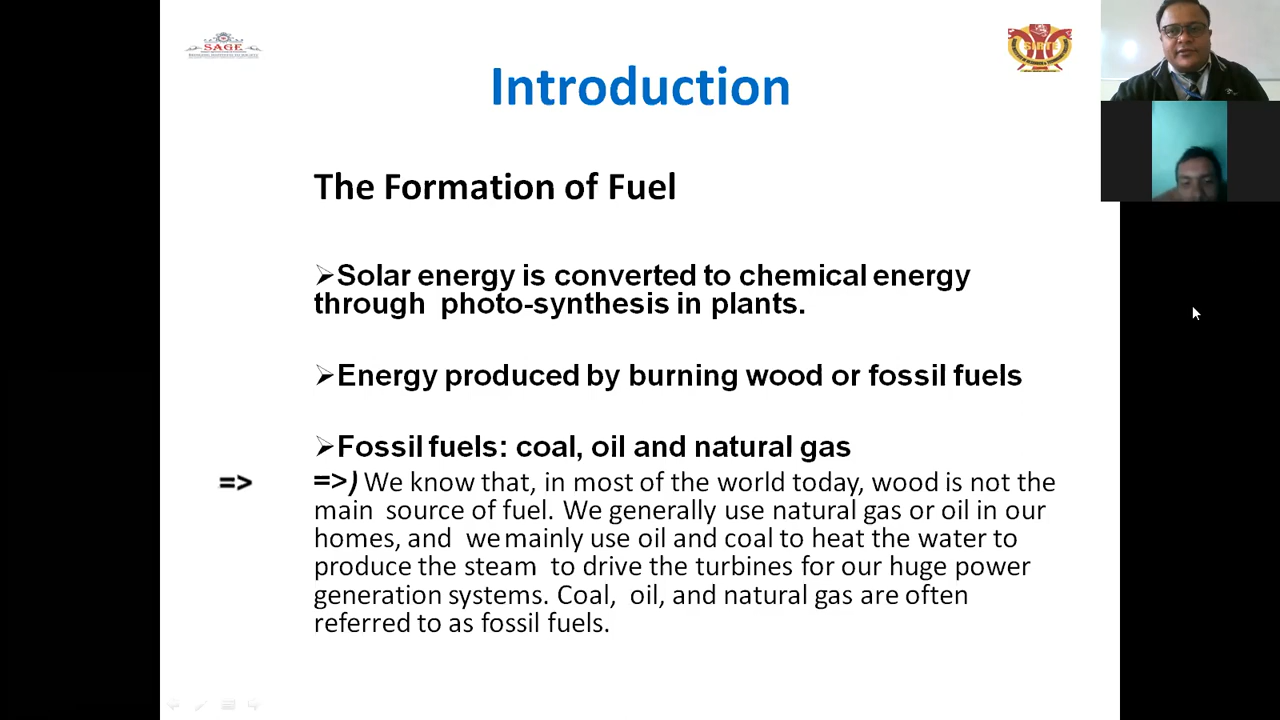 SAGE
SIRTE
Introduction
The Formation of Fuel
➢Solar energy is converted to chemical energy
through photo-synthesis in plants.
➢Energy produced by burning wood or fossil fuels
➢Fossil fuels: coal, oil and natural gas
=> =>) We know that, in most of the world today, wood is not the
main source of fuel. We generally use natural gas or oil in our
homes, and we mainly use oil and coal to heat the water to
produce the steam to drive the turbines for our huge power
generation systems. Coal, oil, and natural gas are often
referred to as fossil fuels.